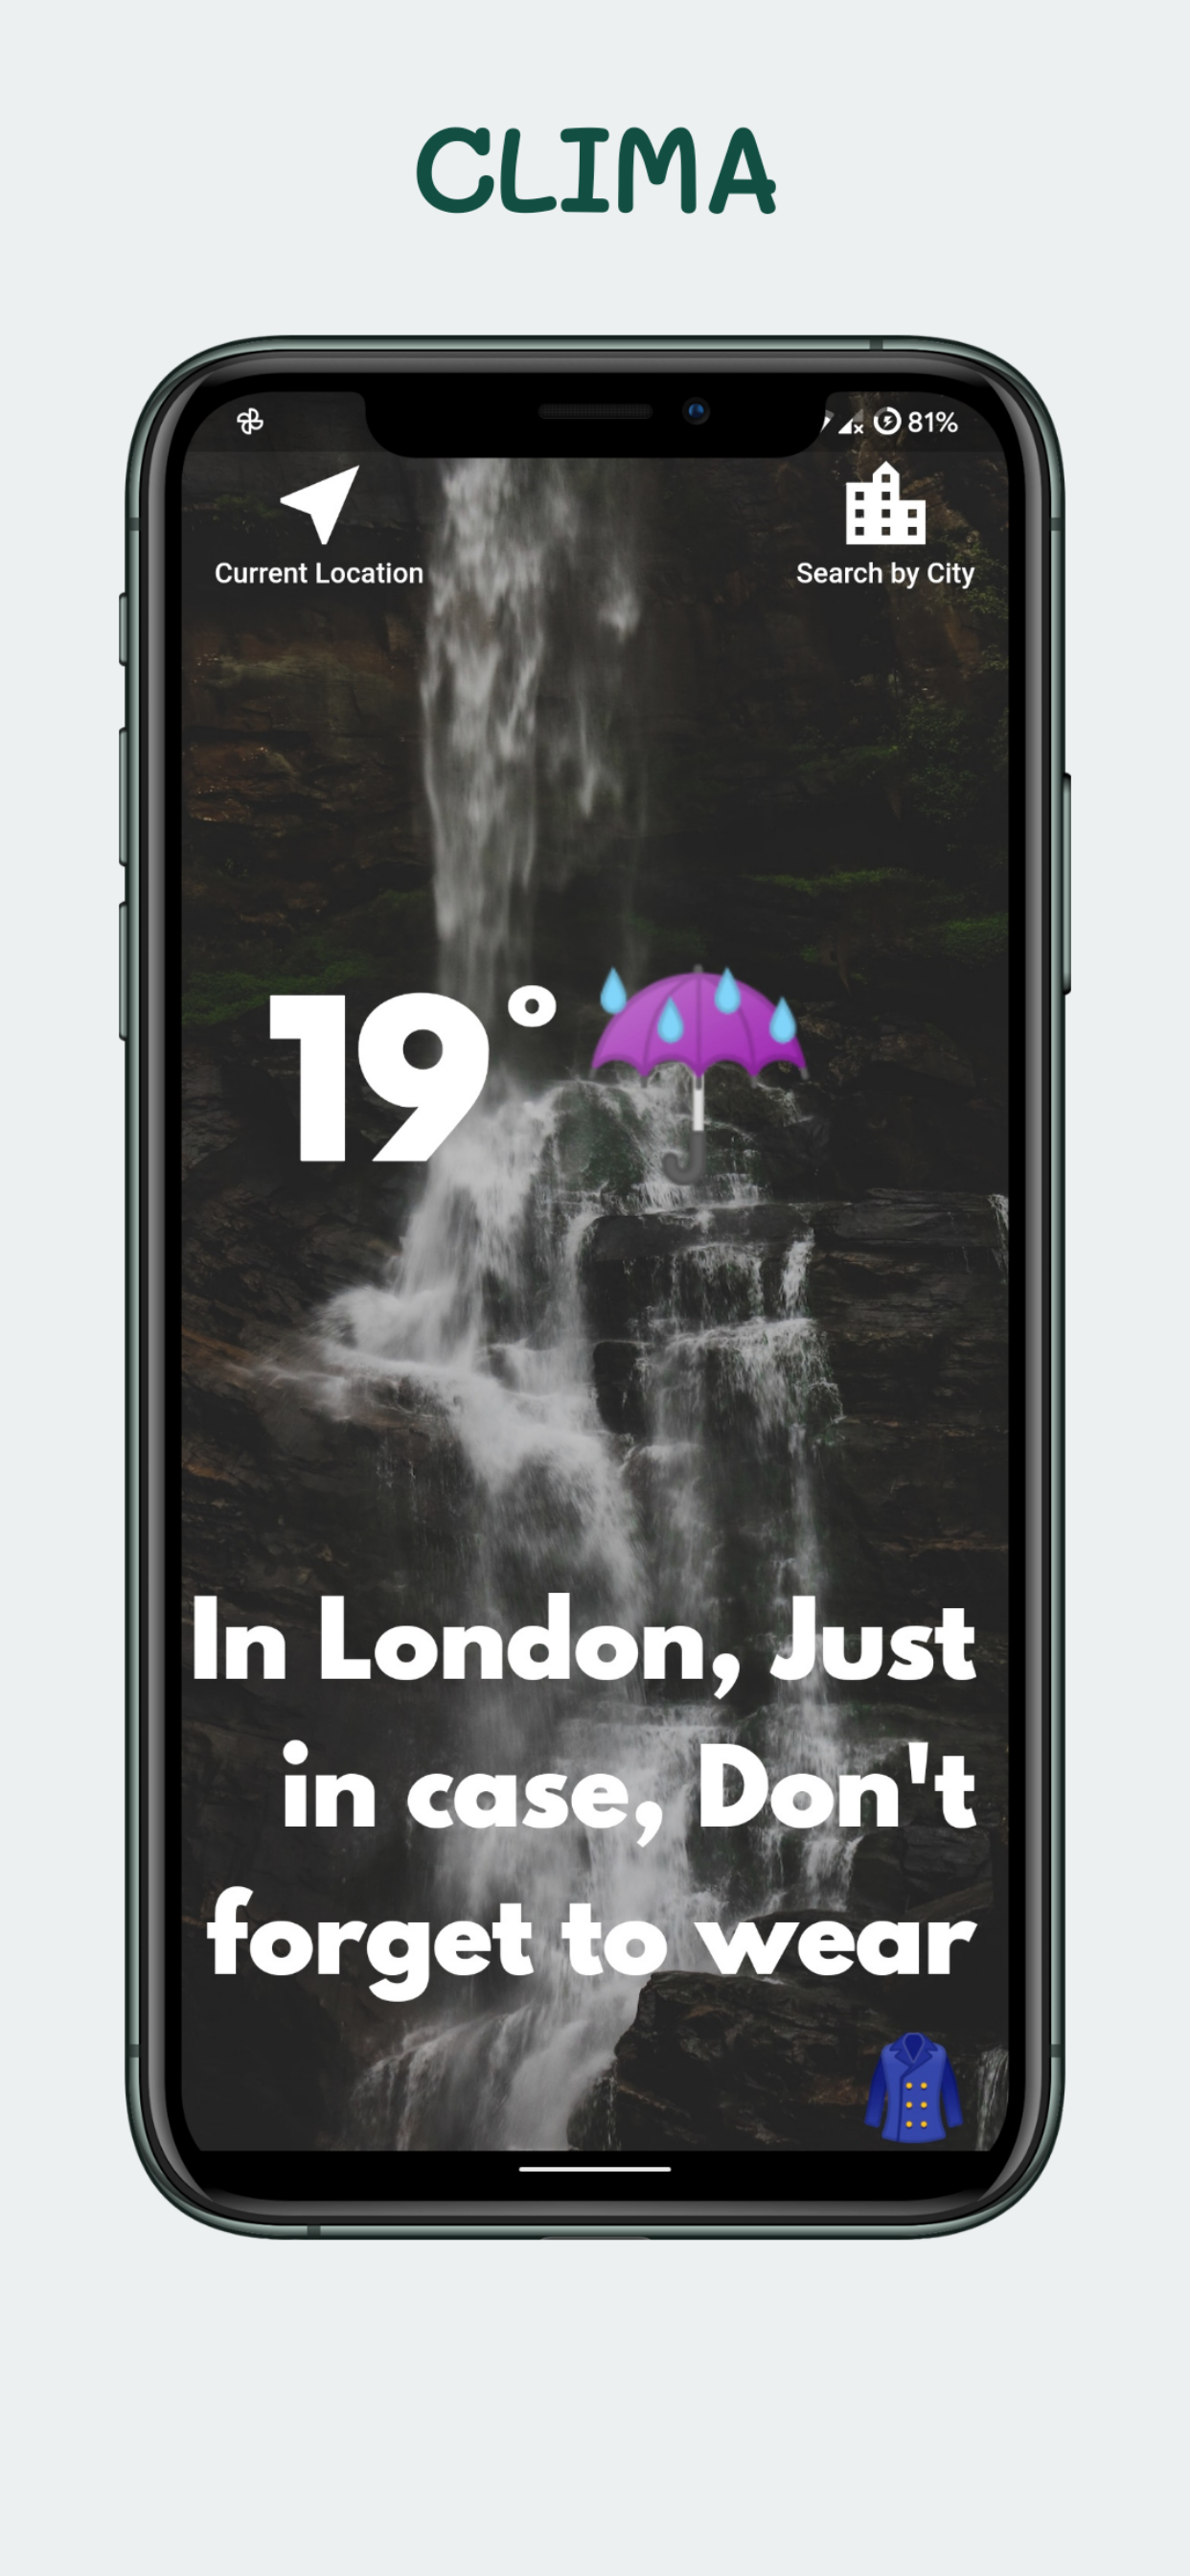 CLIMA
81%
Current Location
Search by City
19°
In London, Just
in case, Don't
forget to wear